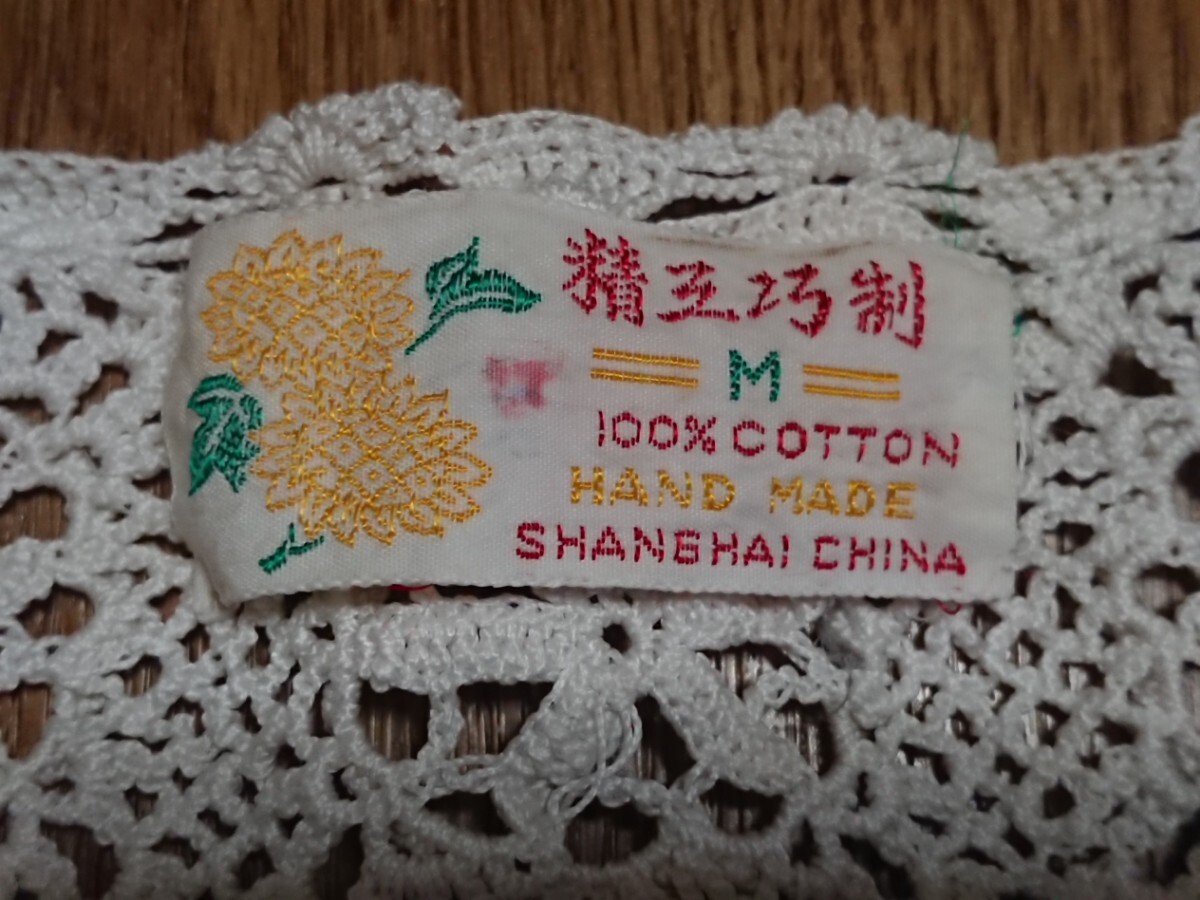 精工巧制
M
100% COTTON
HAND MADE
SHANGHAI CHINA